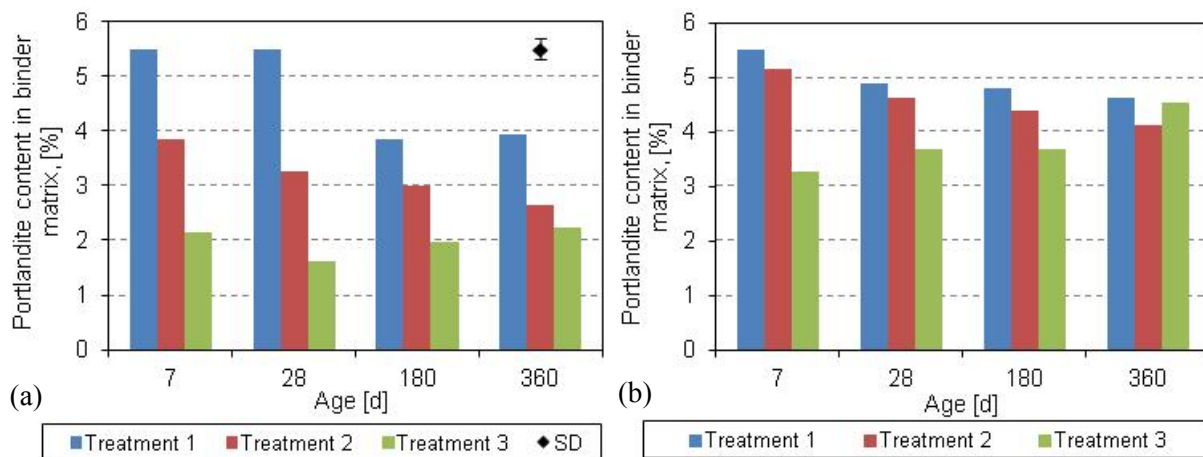 Portlandite content in binder
matrix, [%]
6
5
4
3
2
1
0
7 28 180 360
Age [d]
(a)
Treatment 1 Treatment 2 Treatment 3 SD
Portlandite content in binder
matrix, [%]
6
5
4
3
2
1
0
7 28 180 360
Age [d]
(b)
Treatment 1 Treatment 2 Treatment 3